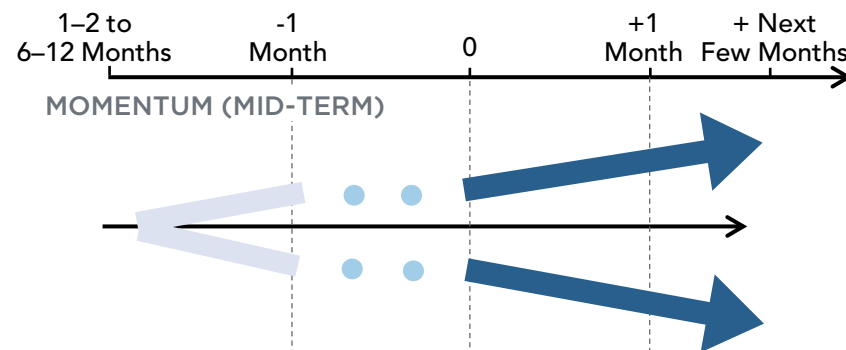 1–2 to
6–12 Months
-1
Month
0
+1
Month
+ Next
Few Months
MOMENTUM (MID-TERM)